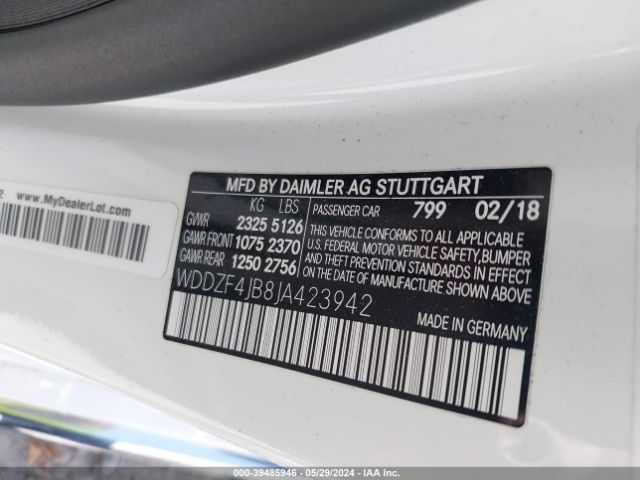 2 www.MyDealerLot.com
MFD BY DAIMLER AG STUTTGART
KG LBS
GVWR 2325 5126
GAWR FRONT 1075 2370
GAWR REAR 1250 2756
PASSENGER CAR 799 02/18
THIS VEHICLE CONFORMS TO ALL APPLICABLE
U.S. FEDERAL MOTOR VEHICLE SAFETY, BUMPER
AND THEFT PREVENTION STANDARDS IN EFFECT
ON THE DATE OF MANUFACTURE SHOWN ABOVE
WDDZF4JB8JA423942
MADE IN GERMANY
000-39485946 - 05/29/2024 - IAA Inc.